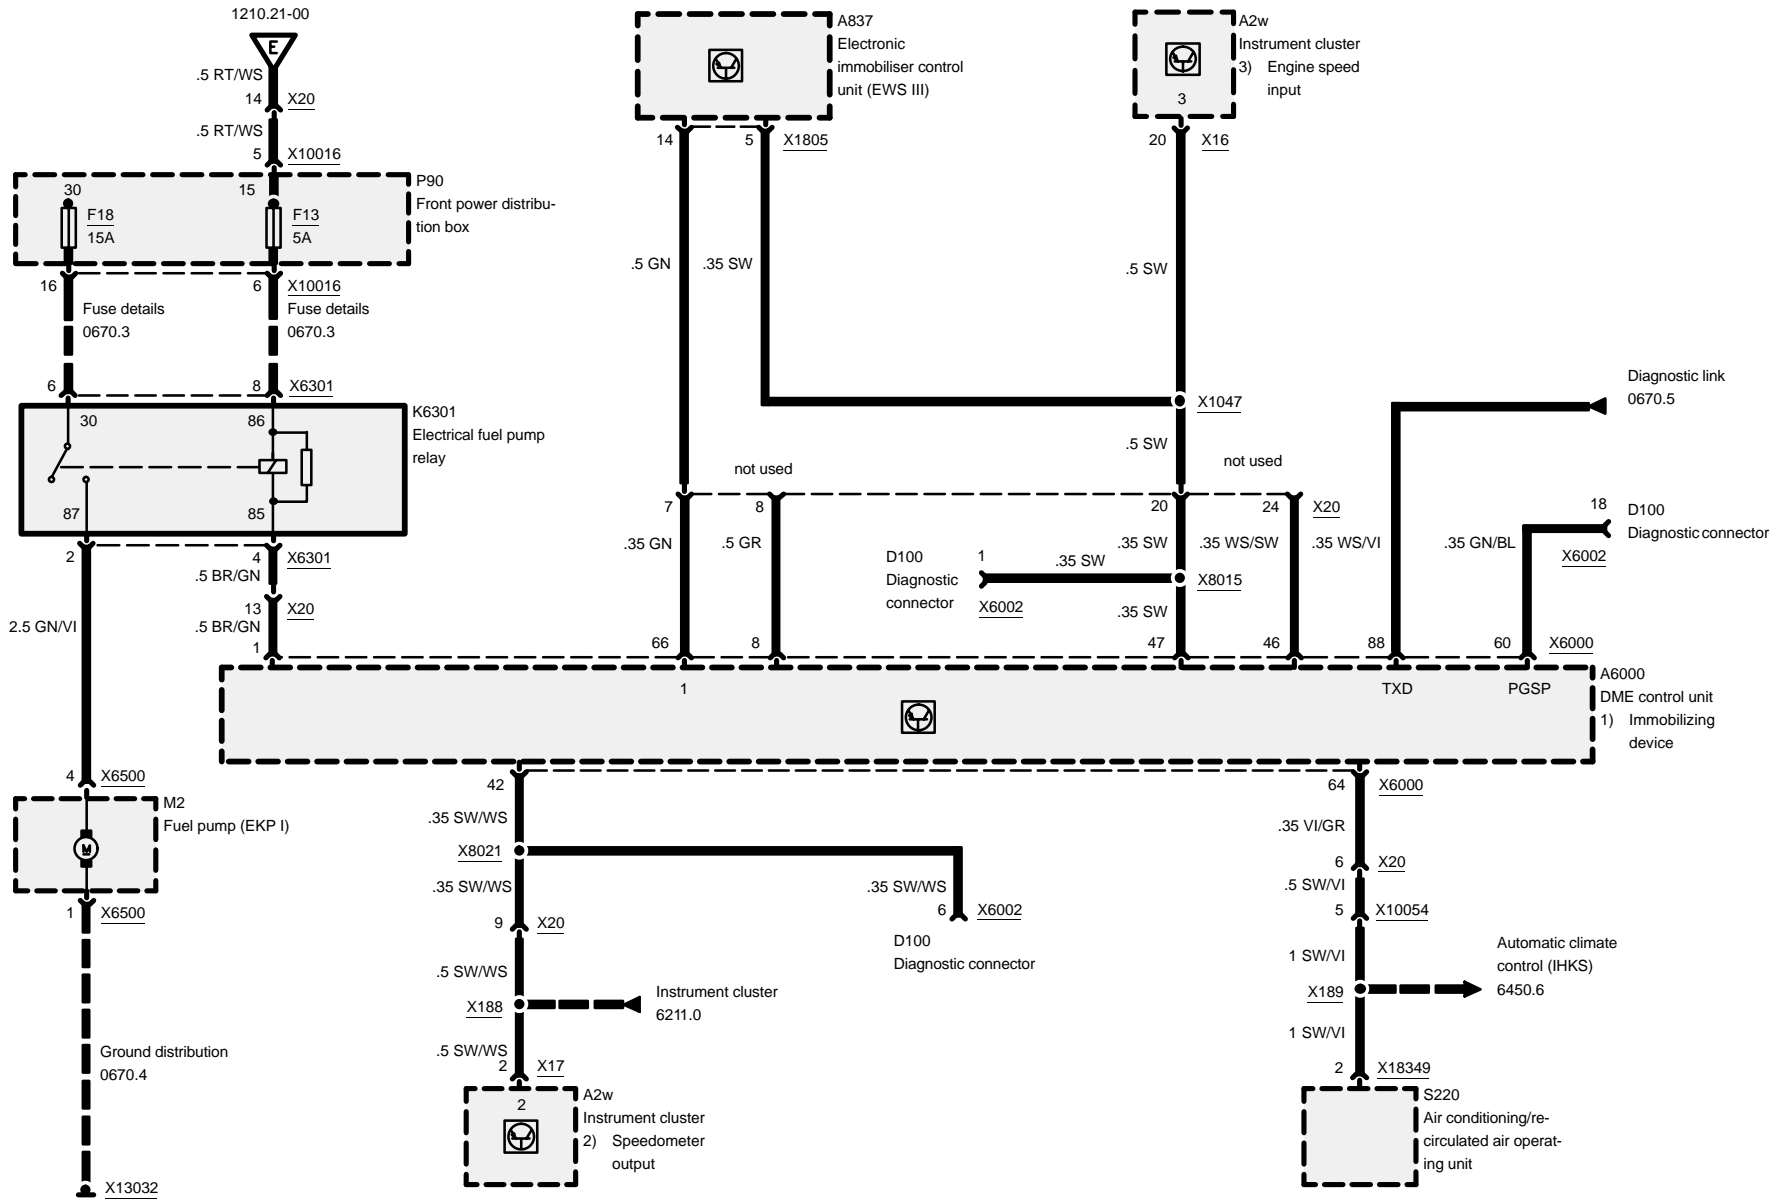 1210.21-00
E
.5 RT/WS
14 X20
.5 RT/WS
5 X10016
P90
Front power distribu-
tion box
30
F18
15A
15
F13
5A
16
6 X10016
Fuse details
0670.3
Fuse details
0670.3
6
8 X6301
K6301
Electrical fuel pump
relay
30
86
87
85
2
4 X6301
.5 BR/GN
13 X20
2.5 GN/VI
.5 BR/GN
1
4 X6500
M2
Fuel pump (EKP I)
M
1 X6500
Ground distribution
0670.4
X13032
A837
Electronic
immobiliser control
unit (EWS III)
14
5 X1805
.5 GN
.35 SW
A2w
Instrument cluster
3) Engine speed
input
3
20 X16
.5 SW
X1047
.5 SW
Diagnostic link
0670.5
not used
not used
7
8
20
24 X20
.35 GN
.5 GR
.35 SW
.35 WS/SW
.35 WS/VI
.35 GN/BL
18 D100
Diagnostic connector
X6002
D100
Diagnostic
connector
1
X6002
.35 SW
X8015
.35 SW
66
8
47
46
88
60 X6000
A6000
DME control unit
1) Immobilizing
device
1
TXD
PGSP
42
64 X6000
.35 SW/WS
X8021
.35 SW/WS
.35 SW/WS
6 X6002
D100
Diagnostic connector
9 X20
.5 SW/WS
X188
Instrument cluster
6211.0
.5 SW/WS
2 X17
A2w
Instrument cluster
2) Speedometer
output
2
.35 VI/GR
6 X20
.5 SW/VI
5 X10054
1 SW/VI
X189
Automatic climate
control (IHKS)
6450.6
1 SW/VI
2 X18349
S220
Air conditioning/re-
circulated air operat-
ing unit